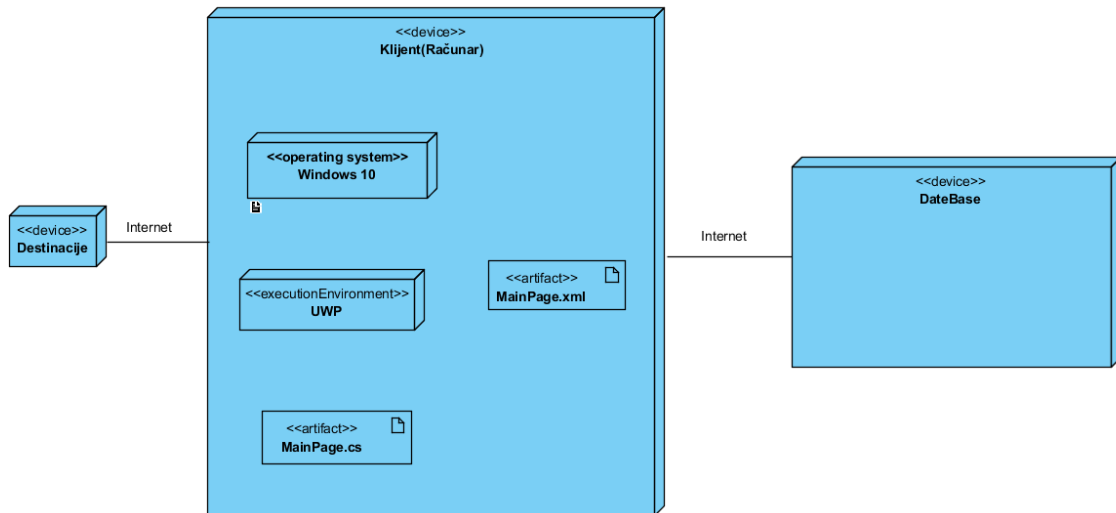 <<device>>
Klijent(Računar)
<<operating system>>
Windows 10
<<device>>
Destinacije
Internet
<<executionEnvironment>>
UWP
<<artifact>>
MainPage.xml
<<artifact>>
MainPage.cs
Internet
<<device>>
DateBase